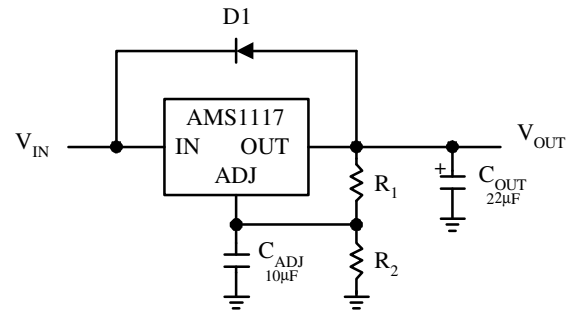 D1
AMS1117
V_IN
IN OUT
V_OUT
ADJ
R_1
+
C_OUT
22μF
C_ADJ
10μF
R_2